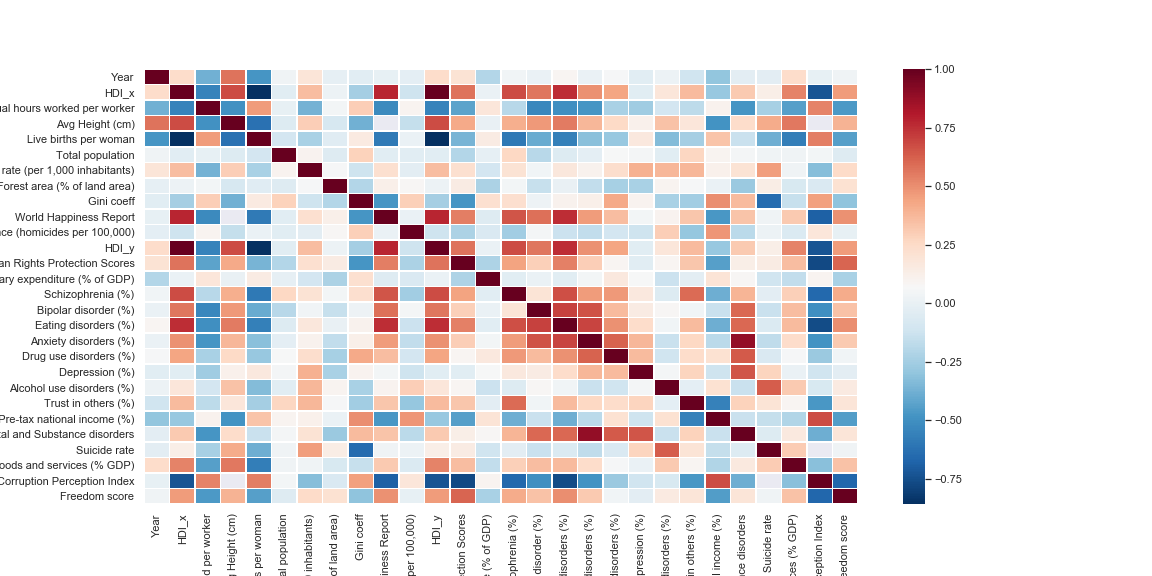 Year
HDI_x
ual hours worked per worker
Avg Height (cm)
Live births per woman
Total population
rate (per 1,000 inhabitants)
Forest area (% of land area)
Gini coeff
World Happiness Report
nce (homicides per 100,000)
HDI_y
an Rights Protection Scores
ary expenditure (% of GDP)
Schizophrenia (%)
Bipolar disorder (%)
Eating disorders (%)
Anxiety disorders (%)
Drug use disorders (%)
Depression (%)
Alcohol use disorders (%)
Trust in others (%)
Pre-tax national income (%)
tal and Substance disorders
Suicide rate
oods and services (% GDP)
Corruption Perception Index
Freedom score
1.00
0.75
0.50
0.25
0.00
−0.25
−0.50
−0.75
Year
HDI_x
d per worker
g Height (cm)
s per woman
al population
inhabitants)
of land area)
Gini coeff
iness Report
per 100,000)
HDI_y
ction Scores
e (% of GDP)
ophrenia (%)
disorder (%)
disorders (%)
disorders (%)
disorders (%)
pression (%)
disorders (%)
in others (%)
l income (%)
nce disorders
Suicide rate
ces (% GDP)
ception Index
eedom score